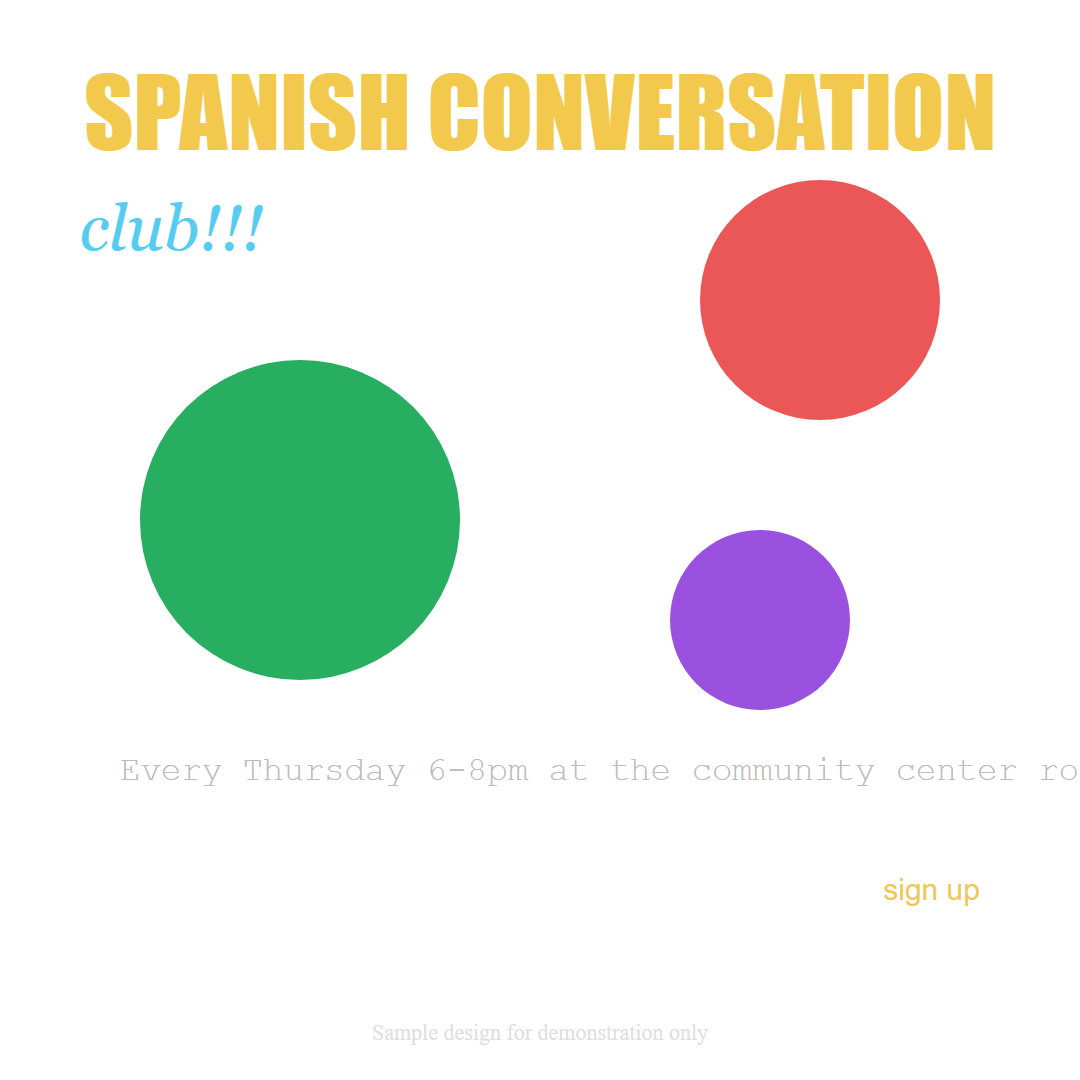 SPANISH CONVERSATION
club!!!
Every Thursday 6-8pm at the community center ro
sign up
Sample design for demonstration only